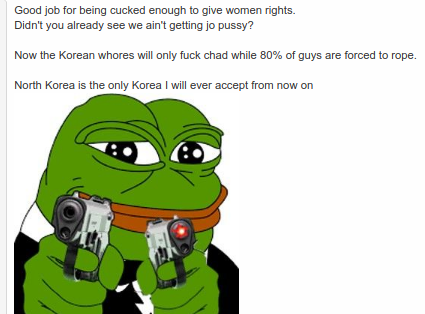 Good job for being cucked enough to give women rights.
Didn't you already see we ain't getting jo pussy?
Now the Korean whores will only fuck chad while 80% of guys are forced to rope.
North Korea is the only Korea I will ever accept from now on